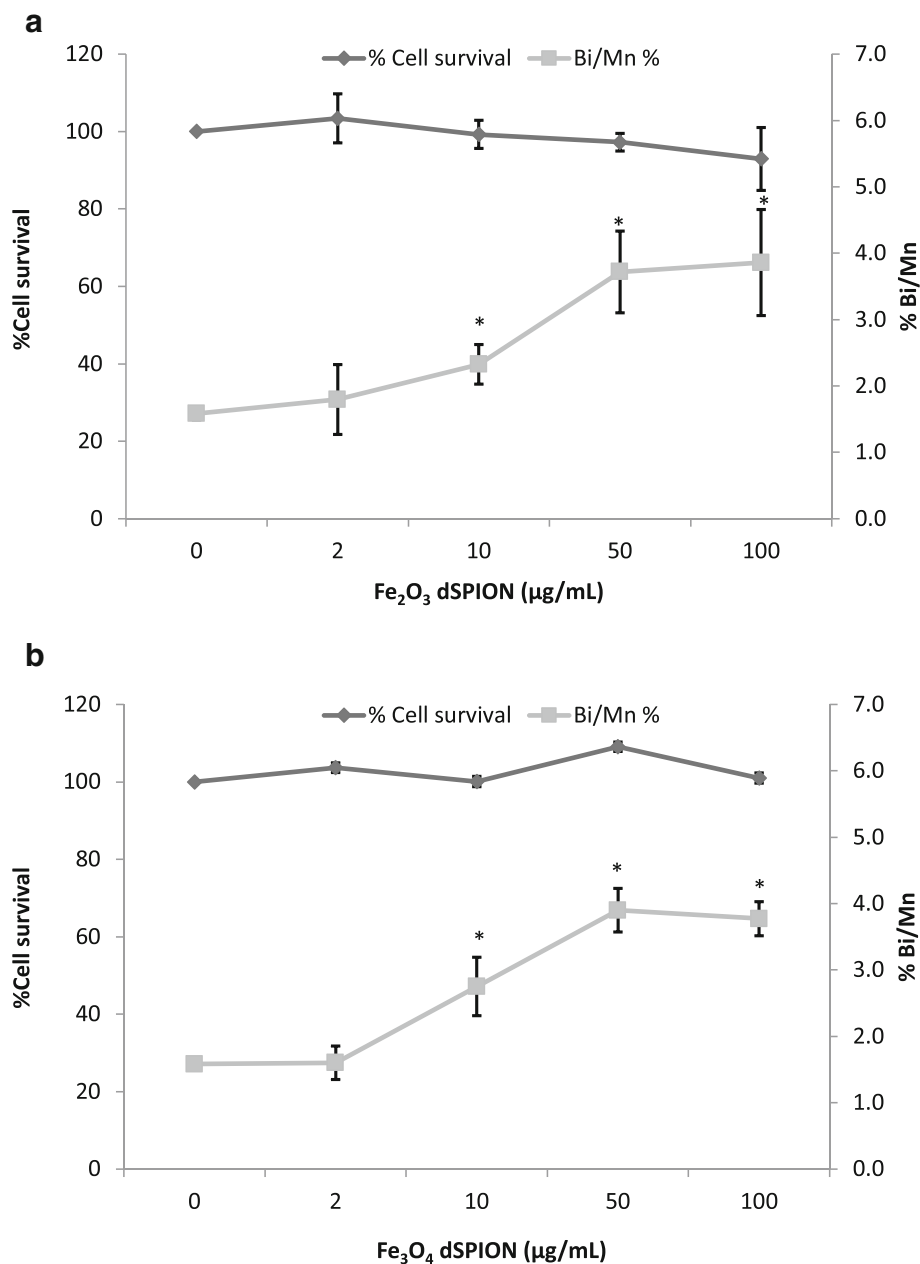 a
% Cell survival Bi/Mn %
120 7.0
100 6.0
80 5.0
60 4.0
40 3.0
20 2.0
0 1.0
0.0
%Cell survival
% Bi/Mn
*
*
*
0 2 10 50 100
Fe₂O₃ dSPION (µg/mL)
b
% Cell survival Bi/Mn %
120 7.0
100 6.0
80 5.0
60 4.0
40 3.0
20 2.0
0 1.0
0.0
%Cell survival
% Bi/Mn
*
*
*
0 2 10 50 100
Fe₃O₄ dSPION (µg/mL)